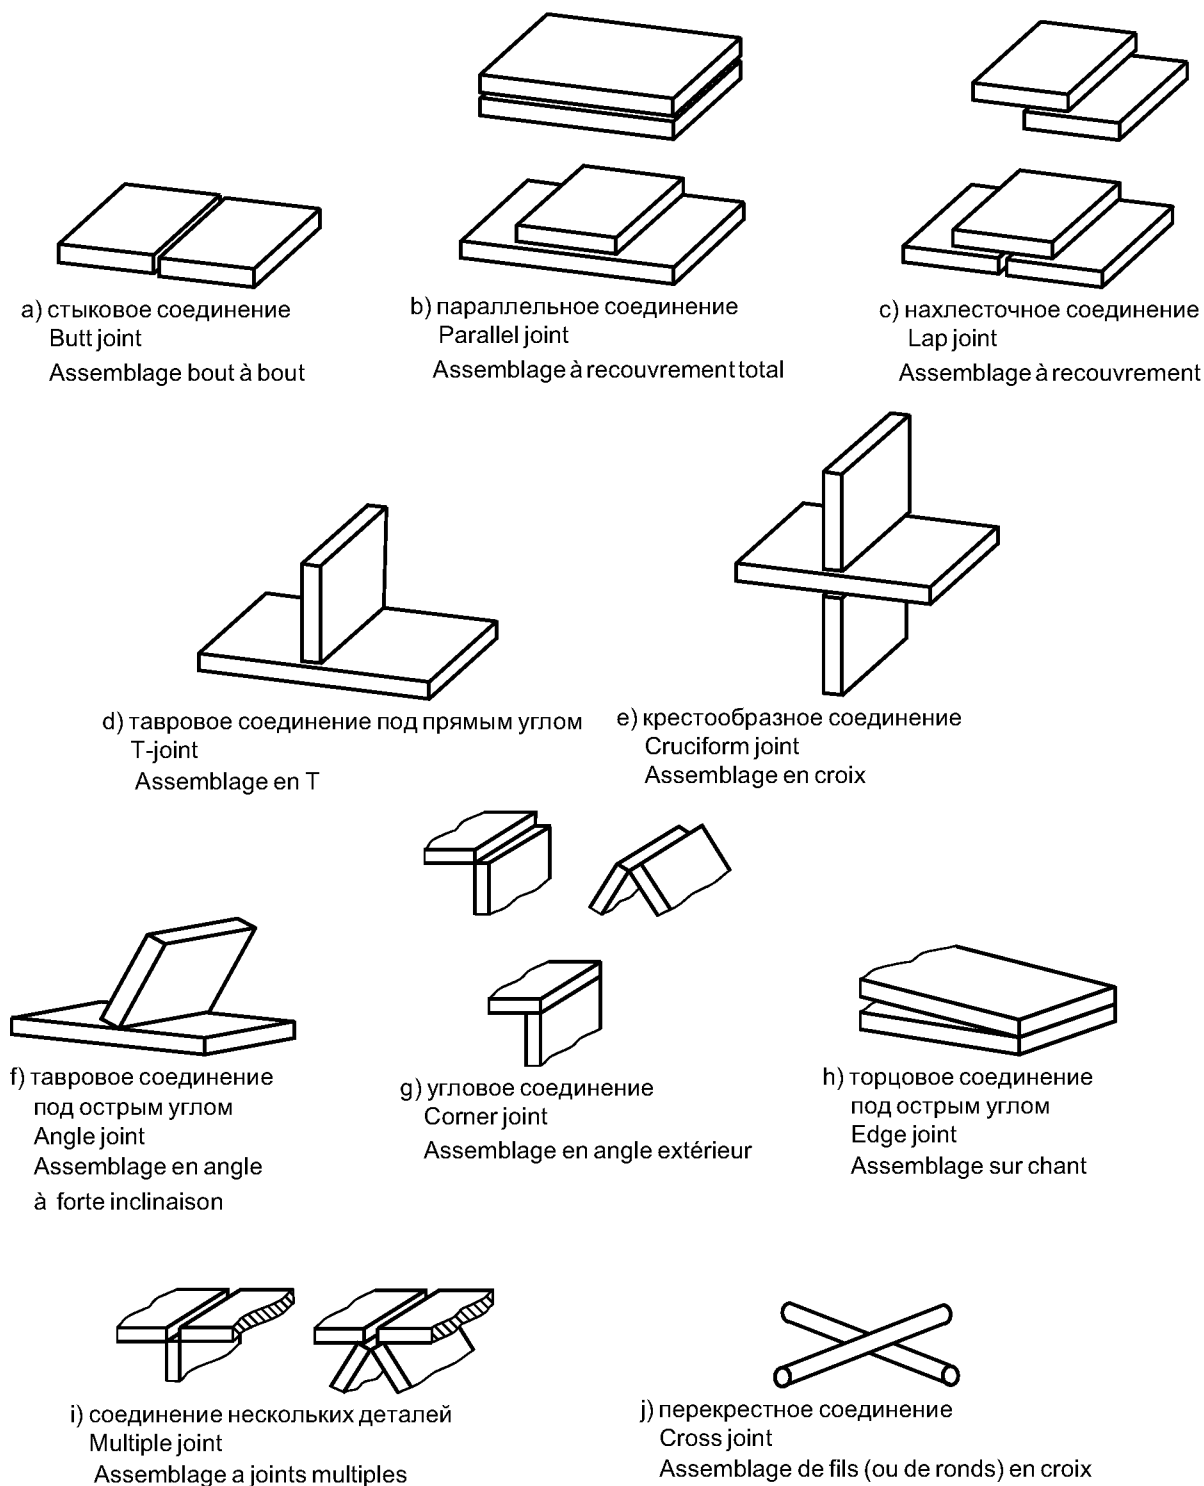 a) стыковое соединение
Butt joint
Assemblage bout à bout
b) параллельное соединение
Parallel joint
Assemblage à recouvrement total
c) нахлесточное соединение
Lap joint
Assemblage à recouvrement
d) тавровое соединение под прямым углом
T-joint
Assemblage en T
e) крестообразное соединение
Cruciform joint
Assemblage en croix
f) тавровое соединение
под острым углом
Angle joint
Assemblage en angle
à forte inclinaison
g) угловое соединение
Corner joint
Assemblage en angle extérieur
h) торцовое соединение
под острым углом
Edge joint
Assemblage sur chant
i) соединение нескольких деталей
Multiple joint
Assemblage a joints multiples
j) перекрестное соединение
Cross joint
Assemblage de fils (ou de ronds) en croix